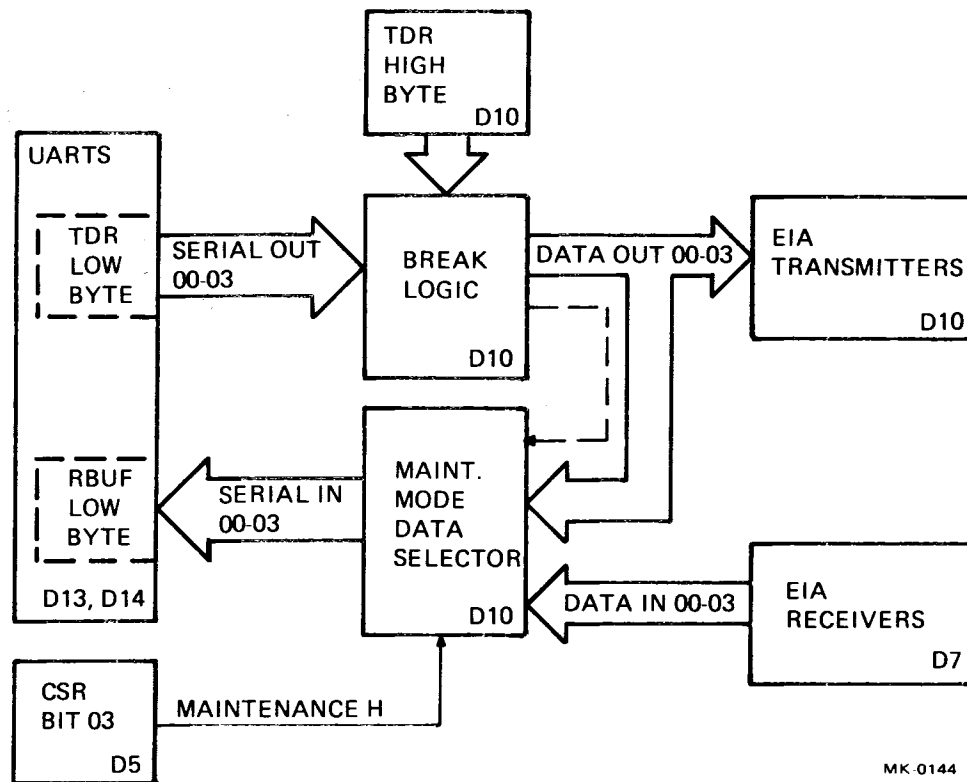 TDR
HIGH
BYTE
D10
UARTS
TDR
LOW
BYTE
SERIAL OUT
00-03
BREAK
LOGIC
D10
DATA OUT 00-03
EIA
TRANSMITTERS
D10
RBUF
LOW
BYTE
D13, D14
SERIAL IN
00-03
MAINT.
MODE
DATA
SELECTOR
D10
DATA IN 00-03
EIA
RECEIVERS
D7
CSR
BIT 03
D5
MAINTENANCE H
MK-0144